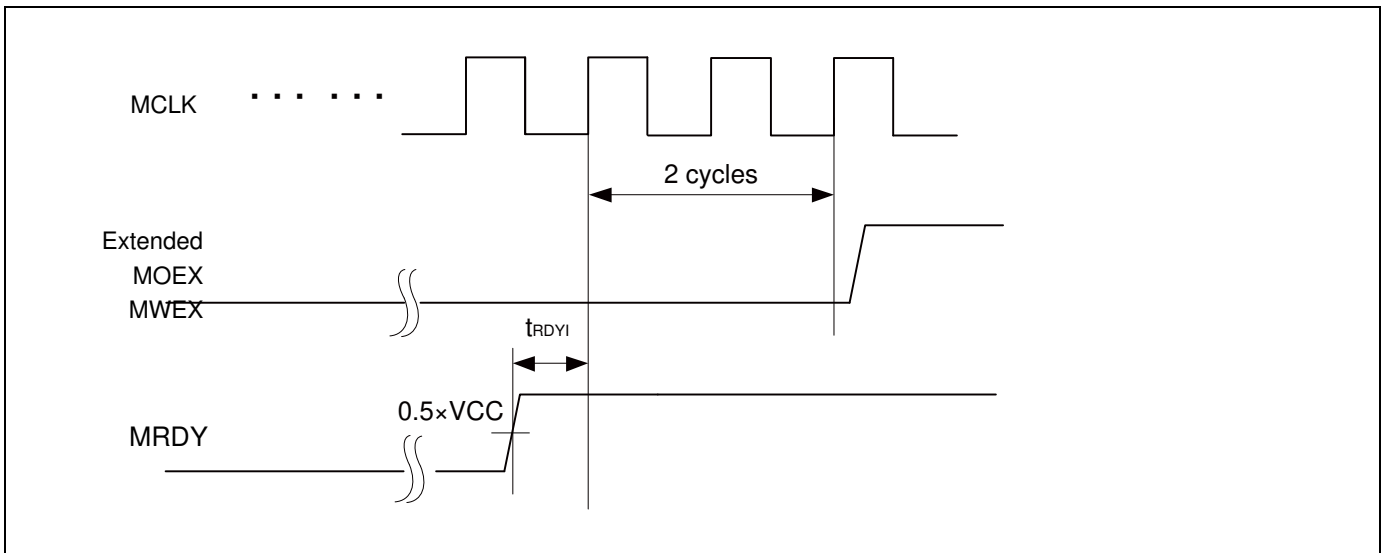 MCLK
2 cycles
Extended
MOEX
MWEX
tRDYI
0.5×VCC
MRDY